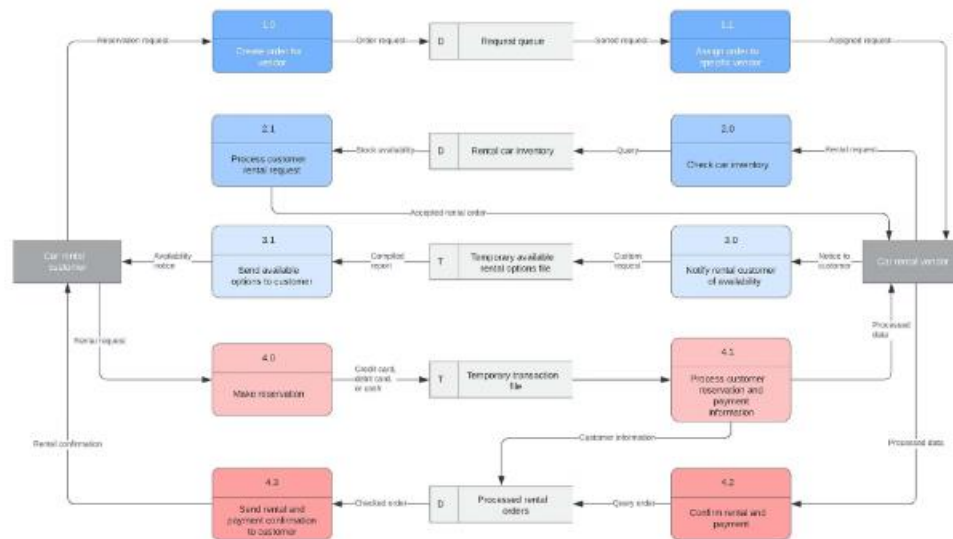 1.0
1.1
Reservation request
Order request
D
Request queue
Sorted request
Assigned request
Create order for
vendor
Assign order to
specific vendor
2.1
2.0
Stock availability
D
Rental car inventory
Query
Rental request
Process customer
rental request
Check car inventory
Accepted rental order
3.1
3.0
Car rental
customer
Availability
notice
Compiled
report
T
Temporary available
rental options file
Custom
request
Notice to
customer
Car rental vendor
Send available
options to customer
Notify rental customer
of availability
Rental request
Processed
data
4.0
4.1
Credit card,
debit card,
or cash
T
Temporary transaction
file
Make reservation
Process customer
reservation and
payment
information
Customer information
Rental confirmation
Processed data
4.3
4.2
Checked order
D
Processed rental
orders
Query order
Send rental and
payment confirmation
to customer
Confirm rental and
payment